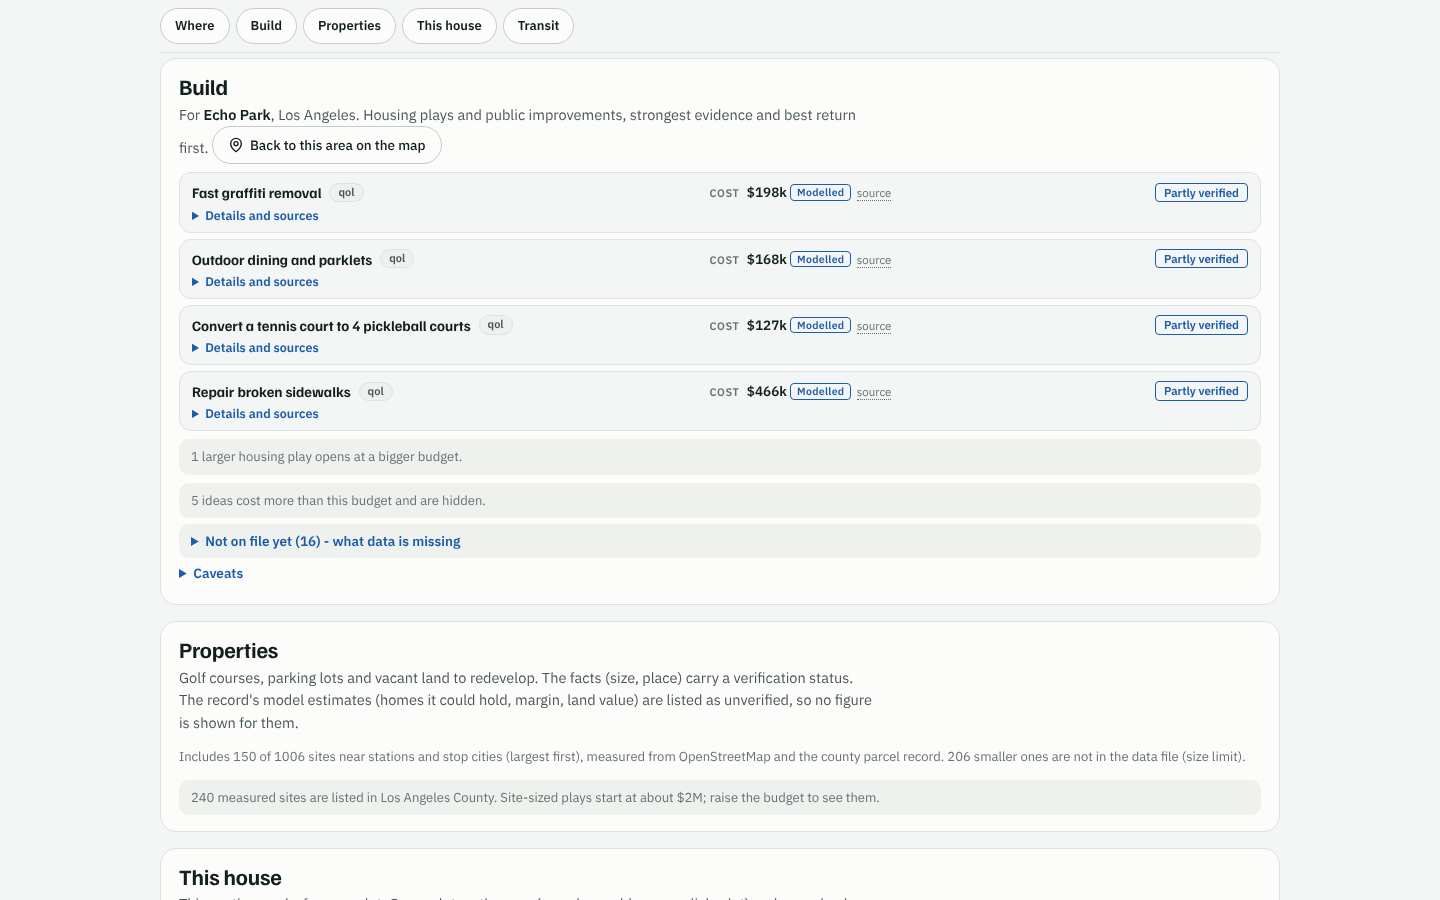 Where Build Properties This house Transit
Build
For Echo Park, Los Angeles. Housing plays and public improvements, strongest evidence and best return
first. Back to this area on the map
Fast graffiti removal qol COST $198k Modelled source Partly verified
Details and sources
Outdoor dining and parklets qol COST $168k Modelled source Partly verified
Details and sources
Convert a tennis court to 4 pickleball courts qol COST $127k Modelled source Partly verified
Details and sources
Repair broken sidewalks qol COST $466k Modelled source Partly verified
Details and sources
1 larger housing play opens at a bigger budget.
5 ideas cost more than this budget and are hidden.
Not on file yet (16) - what data is missing
Caveats
Properties
Golf courses, parking lots and vacant land to redevelop. The facts (size, place) carry a verification status.
The record's model estimates (homes it could hold, margin, land value) are listed as unverified, so no figure
is shown for them.
Includes 150 of 1006 sites near stations and stop cities (largest first), measured from OpenStreetMap and the county parcel record. 206 smaller ones are not in the data file (size limit).
240 measured sites are listed in Los Angeles County. Site-sized plays start at about $2M; raise the budget to see them.
This house